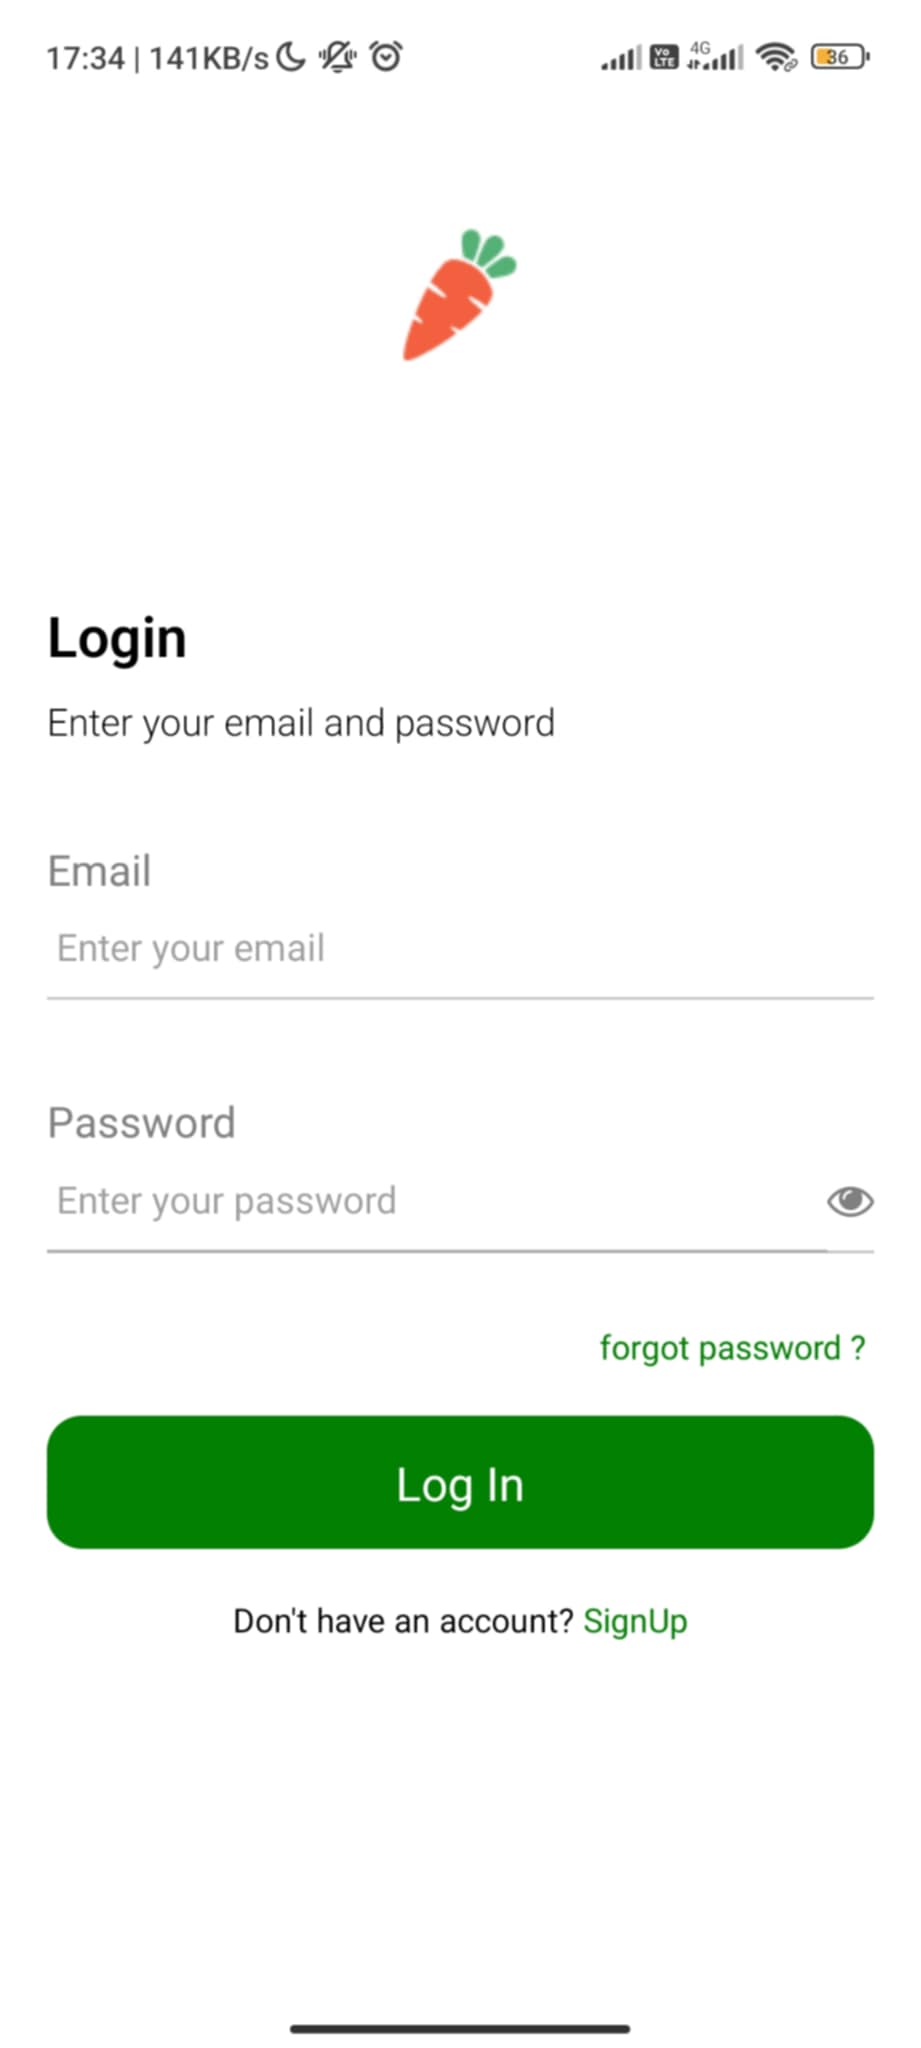 17:34 | 141KB/s Vo LTE 4G 36
Login
Enter your email and password
Email
Enter your email
Password
Enter your password
forgot password ?
Log In
Don't have an account? SignUp